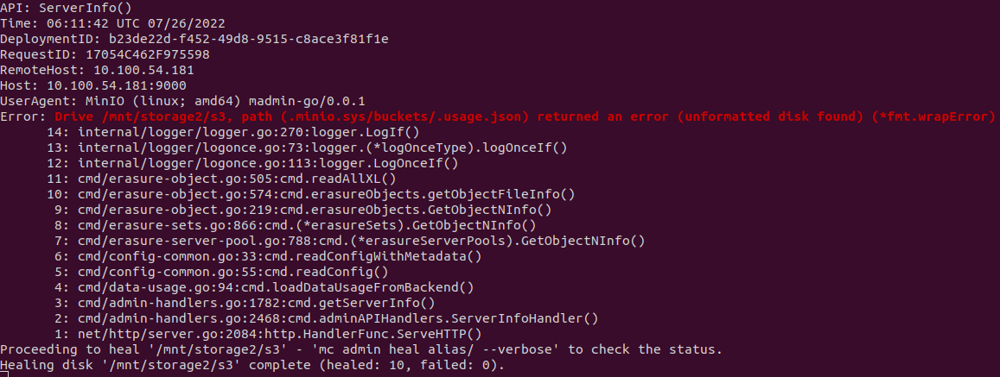 API: ServerInfo()
Time: 06:11:42 UTC 07/26/2022
DeploymentID: b23de22d-f452-49d8-9515-c8ace3f81f1e
RequestID: 17054C462F975598
RemoteHost: 10.100.54.181
Host: 10.100.54.181:9000
UserAgent: MinIO (linux; amd64) madmin-go/0.0.1
Error: Drive /mnt/storage2/s3, path (.minio.sys/buckets/.usage.json) returned an error (unformatted disk found) (*fmt.wrapError)
      14: internal/logger/logger.go:270:logger.LogIf()
      13: internal/logger/logonce.go:73:logger.(*logOnceType).logOnceIf()
      12: internal/logger/logonce.go:113:logger.LogOnceIf()
      11: cmd/erasure-object.go:505:cmd.readAllXL()
      10: cmd/erasure-object.go:574:cmd.erasureObjects.getObjectFileInfo()
       9: cmd/erasure-object.go:219:cmd.erasureObjects.GetObjectNInfo()
       8: cmd/erasure-sets.go:866:cmd.(*erasureSets).GetObjectNInfo()
       7: cmd/erasure-server-pool.go:788:cmd.(*erasureServerPools).GetObjectNInfo()
       6: cmd/config-common.go:33:cmd.readConfigWithMetadata()
       5: cmd/config-common.go:55:cmd.readConfig()
       4: cmd/data-usage.go:94:cmd.loadDataUsageFromBackend()
       3: cmd/admin-handlers.go:1782:cmd.getServerInfo()
       2: cmd/admin-handlers.go:2468:cmd.adminAPIHandlers.ServerInfoHandler()
       1: net/http/server.go:2084:http.HandlerFunc.ServeHTTP()
Proceeding to heal '/mnt/storage2/s3' - 'mc admin heal alias/ --verbose' to check the status.
Healing disk '/mnt/storage2/s3' complete (healed: 10, failed: 0).